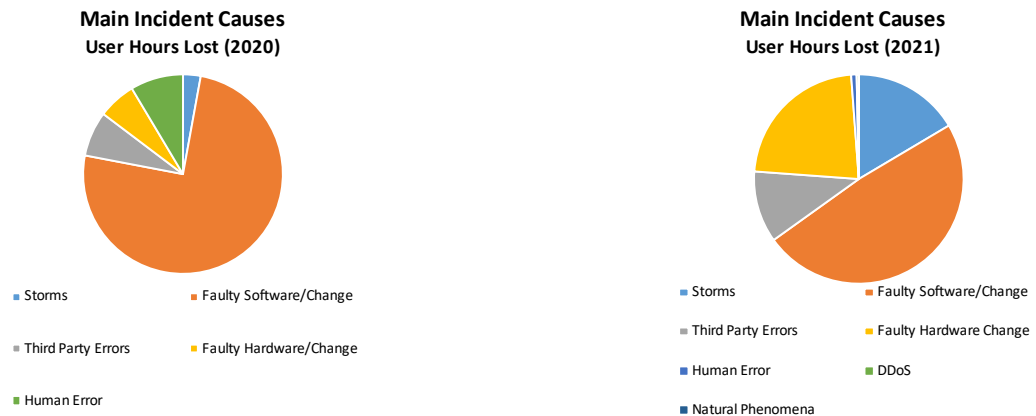 Main Incident Causes
User Hours Lost (2020)
Storms
Faulty Software/Change
Third Party Errors
Faulty Hardware/Change
Human Error
Main Incident Causes
User Hours Lost (2021)
Storms
Faulty Software/Change
Third Party Errors
Faulty Hardware Change
Human Error
DDoS
Natural Phenomena